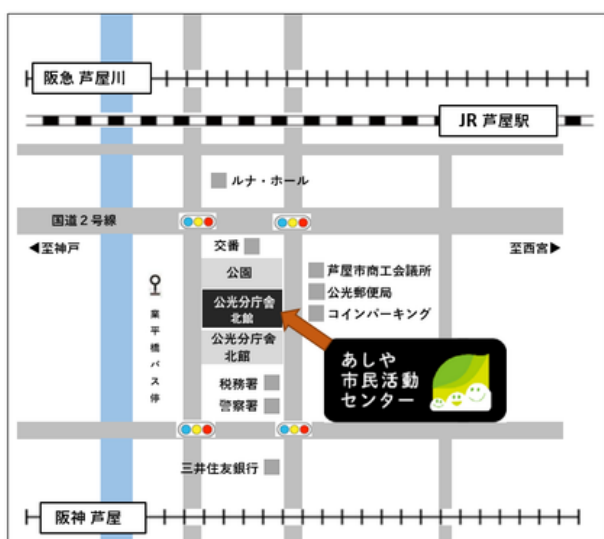 阪急 芦屋川
JR 芦屋駅
ルナ・ホール
国道2号線
◀至神戸
交番
至西宮▶
公園
芦屋市商工会議所
公光郵便局
コインパーキング
公光分庁舎
北館
業平橋バス停
公光分庁舎
北館
あしや
市民活動
センター
税務署
警察署
三井住友銀行
阪神 芦屋